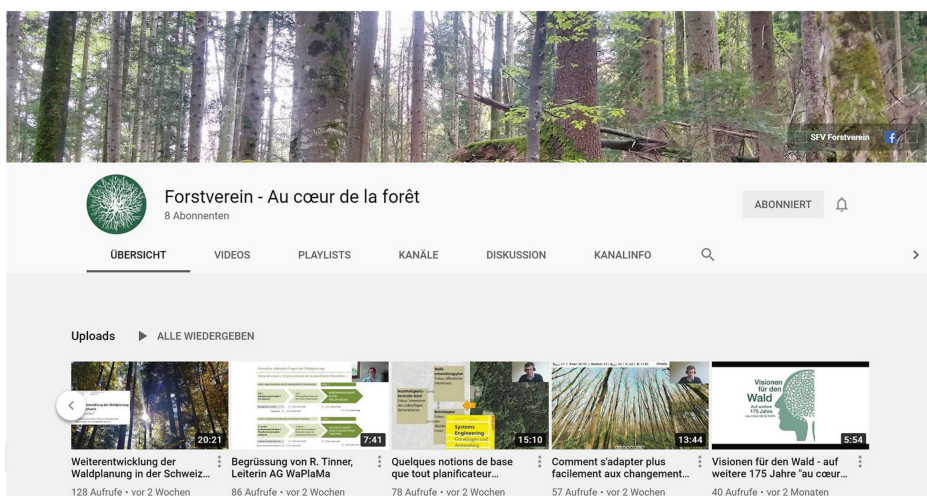 SFV Forstverein
Forstverein - Au cœur de la forêt
8 Abonnenten
ABONNIERT
ÜBERSICHT VIDEOS PLAYLISTS KANÄLE DISKUSSION KANALINFO
Uploads ALLE WIEDERGEBEN
20:21
Weiterentwicklung der
Waldplanung in der Schweiz...
128 Aufrufe • vor 2 Wochen
7:41
Begrüssung von R. Tinner,
Leiterin AG WaPlaMa
86 Aufrufe • vor 2 Wochen
Systems
Engineering
15:10
Quelques notions de base
que tout planificateur...
78 Aufrufe • vor 2 Wochen
13:44
Comment s'adapter plus
facilement aux changement...
57 Aufrufe • vor 2 Wochen
Visionen
für den
Wald
Auf weitere
175 Jahre
5:54
Visionen für den Wald - auf
weitere 175 Jahre "au cœur...
40 Aufrufe • vor 2 Monaten